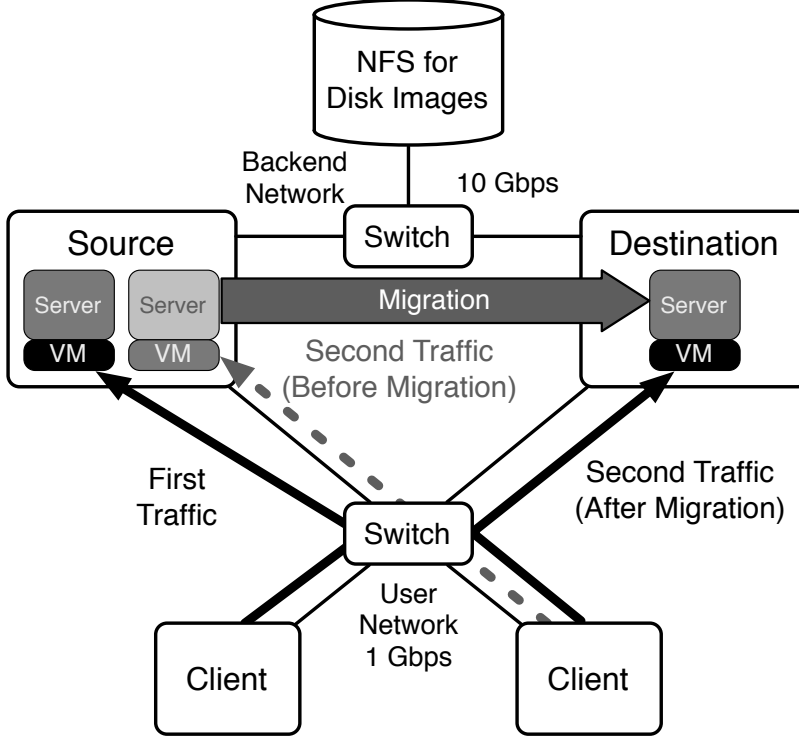 NFS for
Disk Images
Backend
Network
10 Gbps
Switch
Source
Destination
Server
Server
Migration
Server
VM
VM
VM
Second Traffic
(Before Migration)
First
Traffic
Second Traffic
(After Migration)
Switch
User
Network
1 Gbps
Client
Client